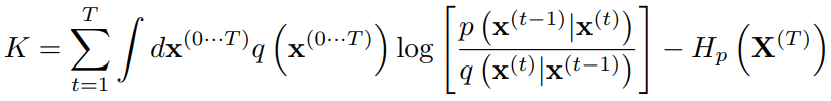 K = \sum_{t=1}^{T} \int d\mathbf{x}^{(0 \cdots T)} q\left(\mathbf{x}^{(0 \cdots T)}\right) \log \left[ \frac{p\left(\mathbf{x}^{(t-1)} | \mathbf{x}^{(t)}\right)}{q\left(\mathbf{x}^{(t)} | \mathbf{x}^{(t-1)}\right)} \right] - H_p\left(\mathbf{X}^{(T)}\right)